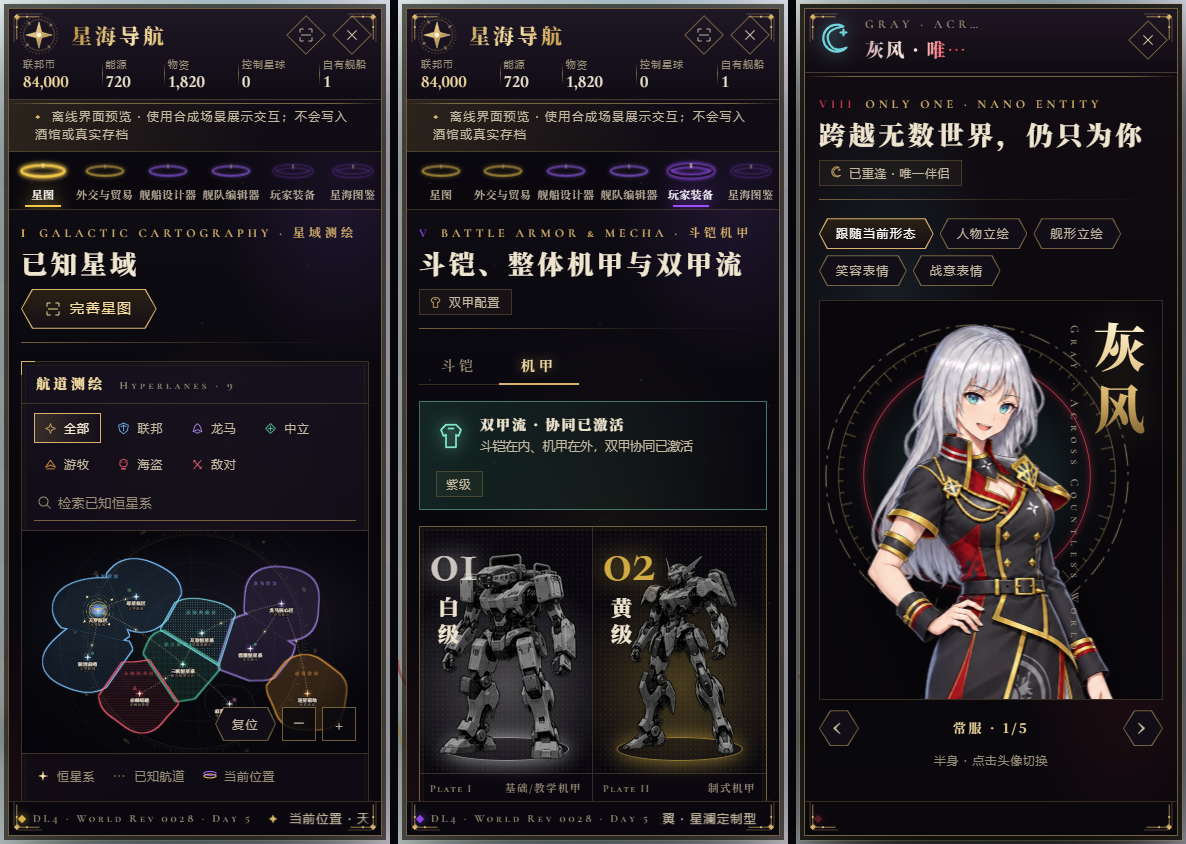 星海导航
联邦币 能源 物资 控制星球 自有舰船
84,000 720 1,820 0 1
离线界面预览 · 使用合成场景展示交互；不会写入
酒馆或真实存档
星图 外交与贸易 舰船设计器 舰队编辑器 玩家装备 星海图鉴
I GALACTIC CARTOGRAPHY · 星域测绘
已知星域
完善星图
航道测绘 HYPERLANES · 9
全部 联邦 龙马 中立
游牧 海盗 敌对
检索已知恒星系
复位 − +
恒星系 已知航道 当前位置
DL4 · WORLD REV 0028 · DAY 5 当前位置 · 天
星海导航
联邦币 能源 物资 控制星球 自有舰船
84,000 720 1,820 0 1
离线界面预览 · 使用合成场景展示交互；不会写入
酒馆或真实存档
星图 外交与贸易 舰船设计器 舰队编辑器 玩家装备 星海图鉴
V BATTLE ARMOR & MECHA · 斗铠机甲
斗铠、整体机甲与双甲流
双甲配置
斗铠 机甲
双甲流 · 协同已激活
斗铠在内、机甲在外，双甲协同已激活
紫级
01 白级
02 黄级
PLATE I 基础/教学机甲 PLATE II 制式机甲
DL4 · WORLD REV 0028 · DAY 5 翼 · 星澜定制型
GRAY · ACR…
灰风 · 唯…
VIII ONLY ONE · NANO ENTITY
跨越无数世界，仍只为你
已重逢 · 唯一伴侣
跟随当前形态 人物立绘 舰形立绘
笑容表情 战意表情
灰风
GRAY · ACROSS COUNTLESS WORL
常服 · 1/5
半身 · 点击头像切换